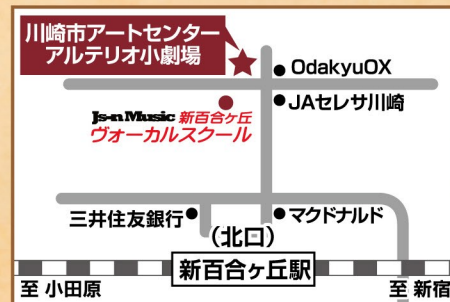 川崎市アートセンター
アルテリオ小劇場
OdakyuOX
JAセレサ川崎
Js-n Music 新百合ヶ丘
ヴォーカルスクール
三井住友銀行
マクドナルド
(北口)
新百合ヶ丘駅
至 小田原
至 新宿